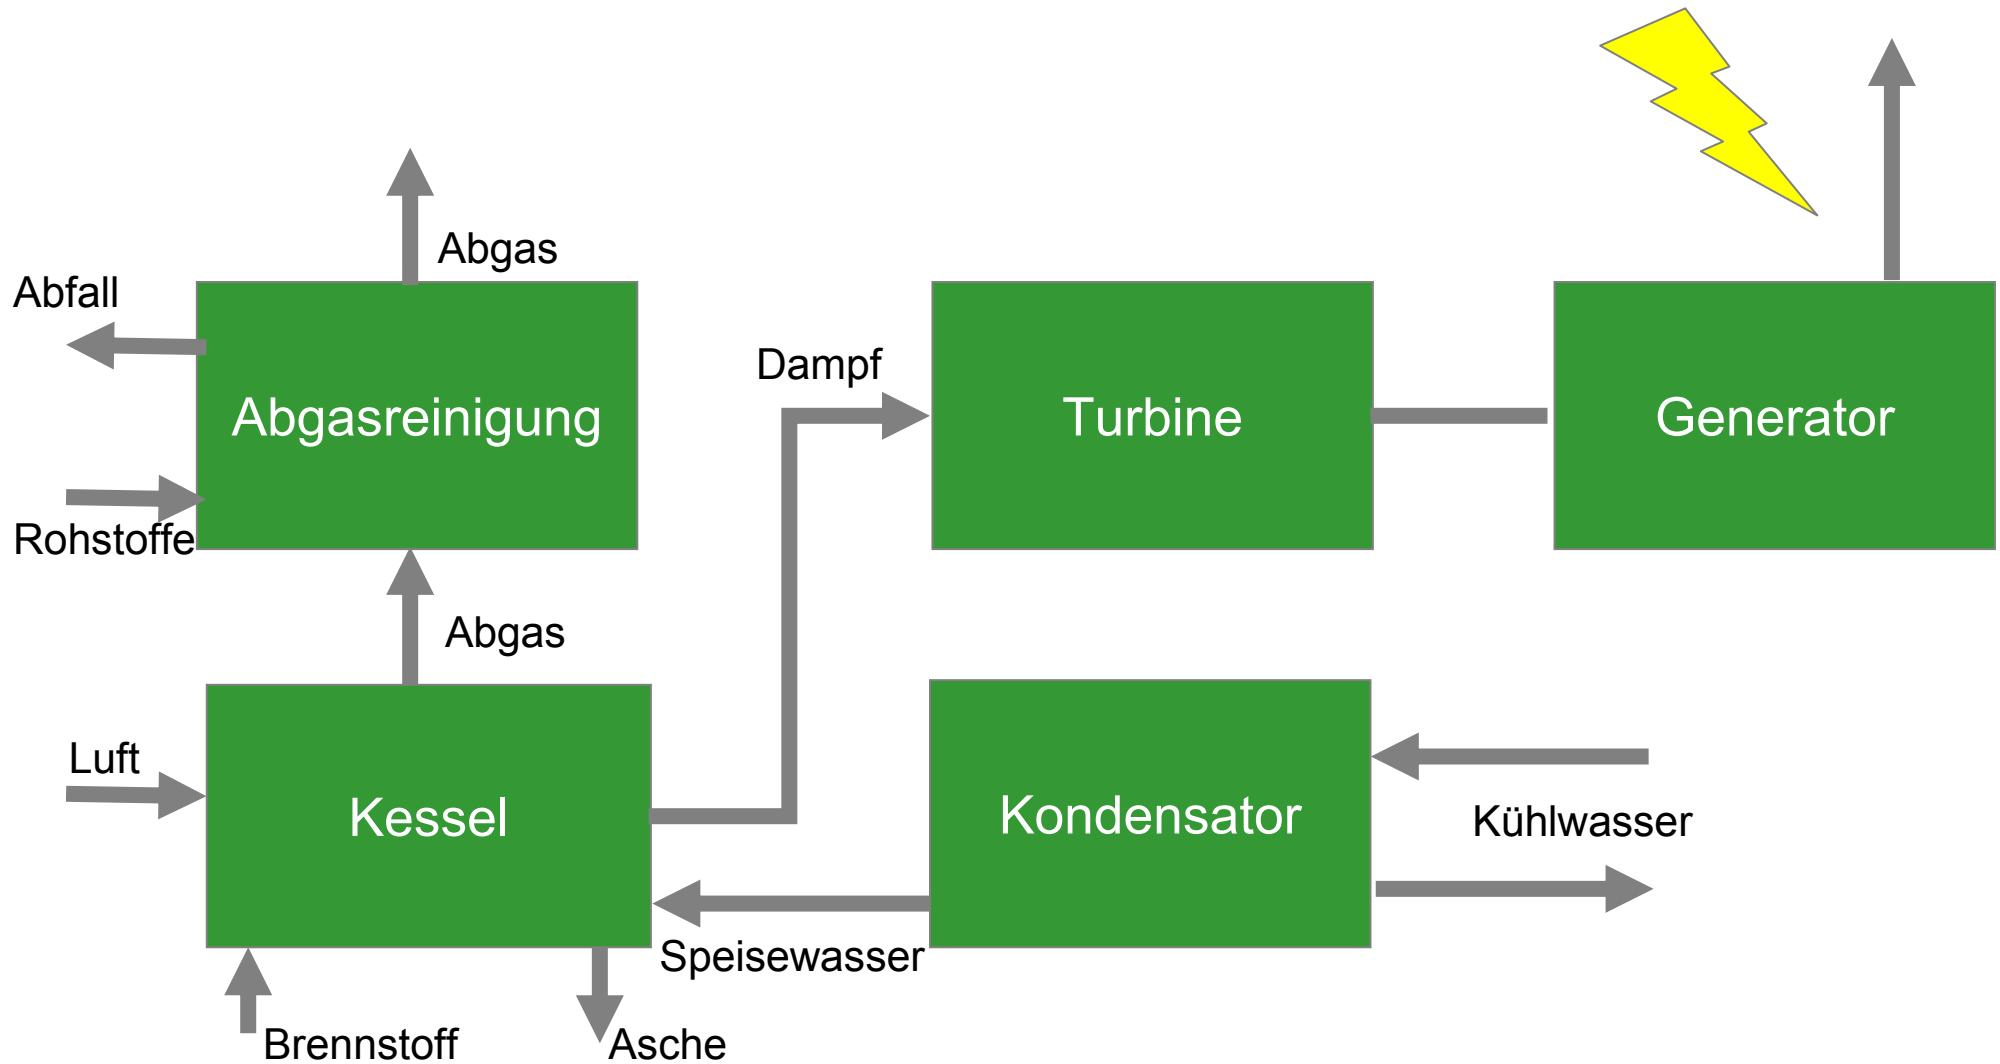 Abgas
Abfall
Dampf
Abgasreinigung
Turbine
Generator
Rohstoffe
Abgas
Luft
Kessel
Kondensator
Kühlwasser
Speisewasser
Brennstoff
Asche